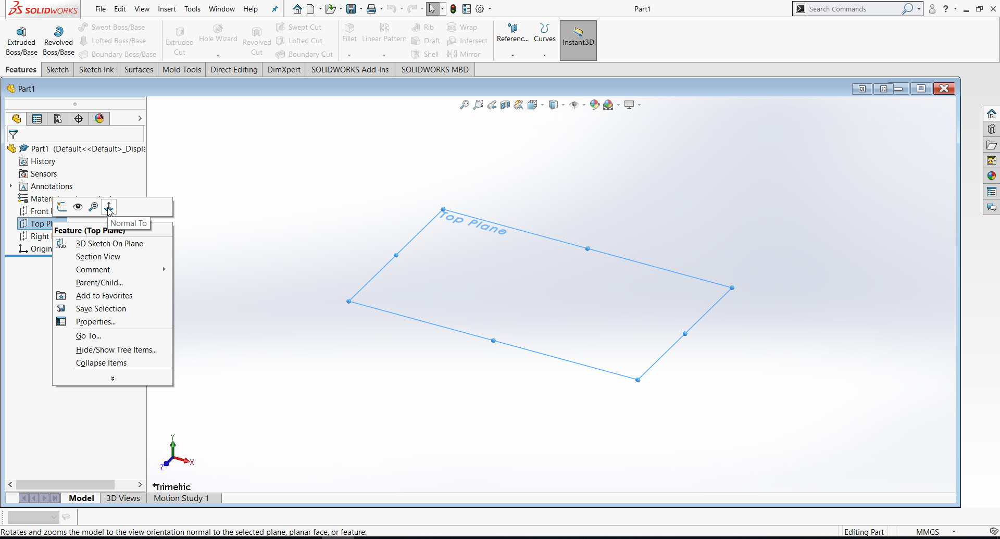 SOLIDWORKS File Edit View Insert Tools Window Help Part1 Search Commands ?
Extruded Boss/Base
Revolved Boss/Base
Swept Boss/Base
Lofted Boss/Base
Boundary Boss/Base
Extruded Cut
Hole Wizard
Revolved Cut
Swept Cut
Lofted Cut
Boundary Cut
Fillet
Linear Pattern
Rib
Draft
Shell
Wrap
Intersect
Mirror
Referenc...
Curves
Instant3D
Features Sketch Sketch Ink Surfaces Mold Tools Direct Editing DimXpert SOLIDWORKS Add-Ins SOLIDWORKS MBD
Part1
Part1 (Default<<Default>_Displa
History
Sensors
Annotations
Front
Top Pl
Normal To
Feature (Top Plane)
Right
Origin
3D Sketch On Plane
Section View
Comment
Parent/Child...
Add to Favorites
Save Selection
Properties...
Go To...
Hide/Show Tree Items...
Collapse Items
Top Plane
Y
X
Z
*Trimetric
Model 3D Views Motion Study 1
Rotates and zooms the model to the view orientation normal to the selected plane, planar face, or feature.
Editing Part MMGS